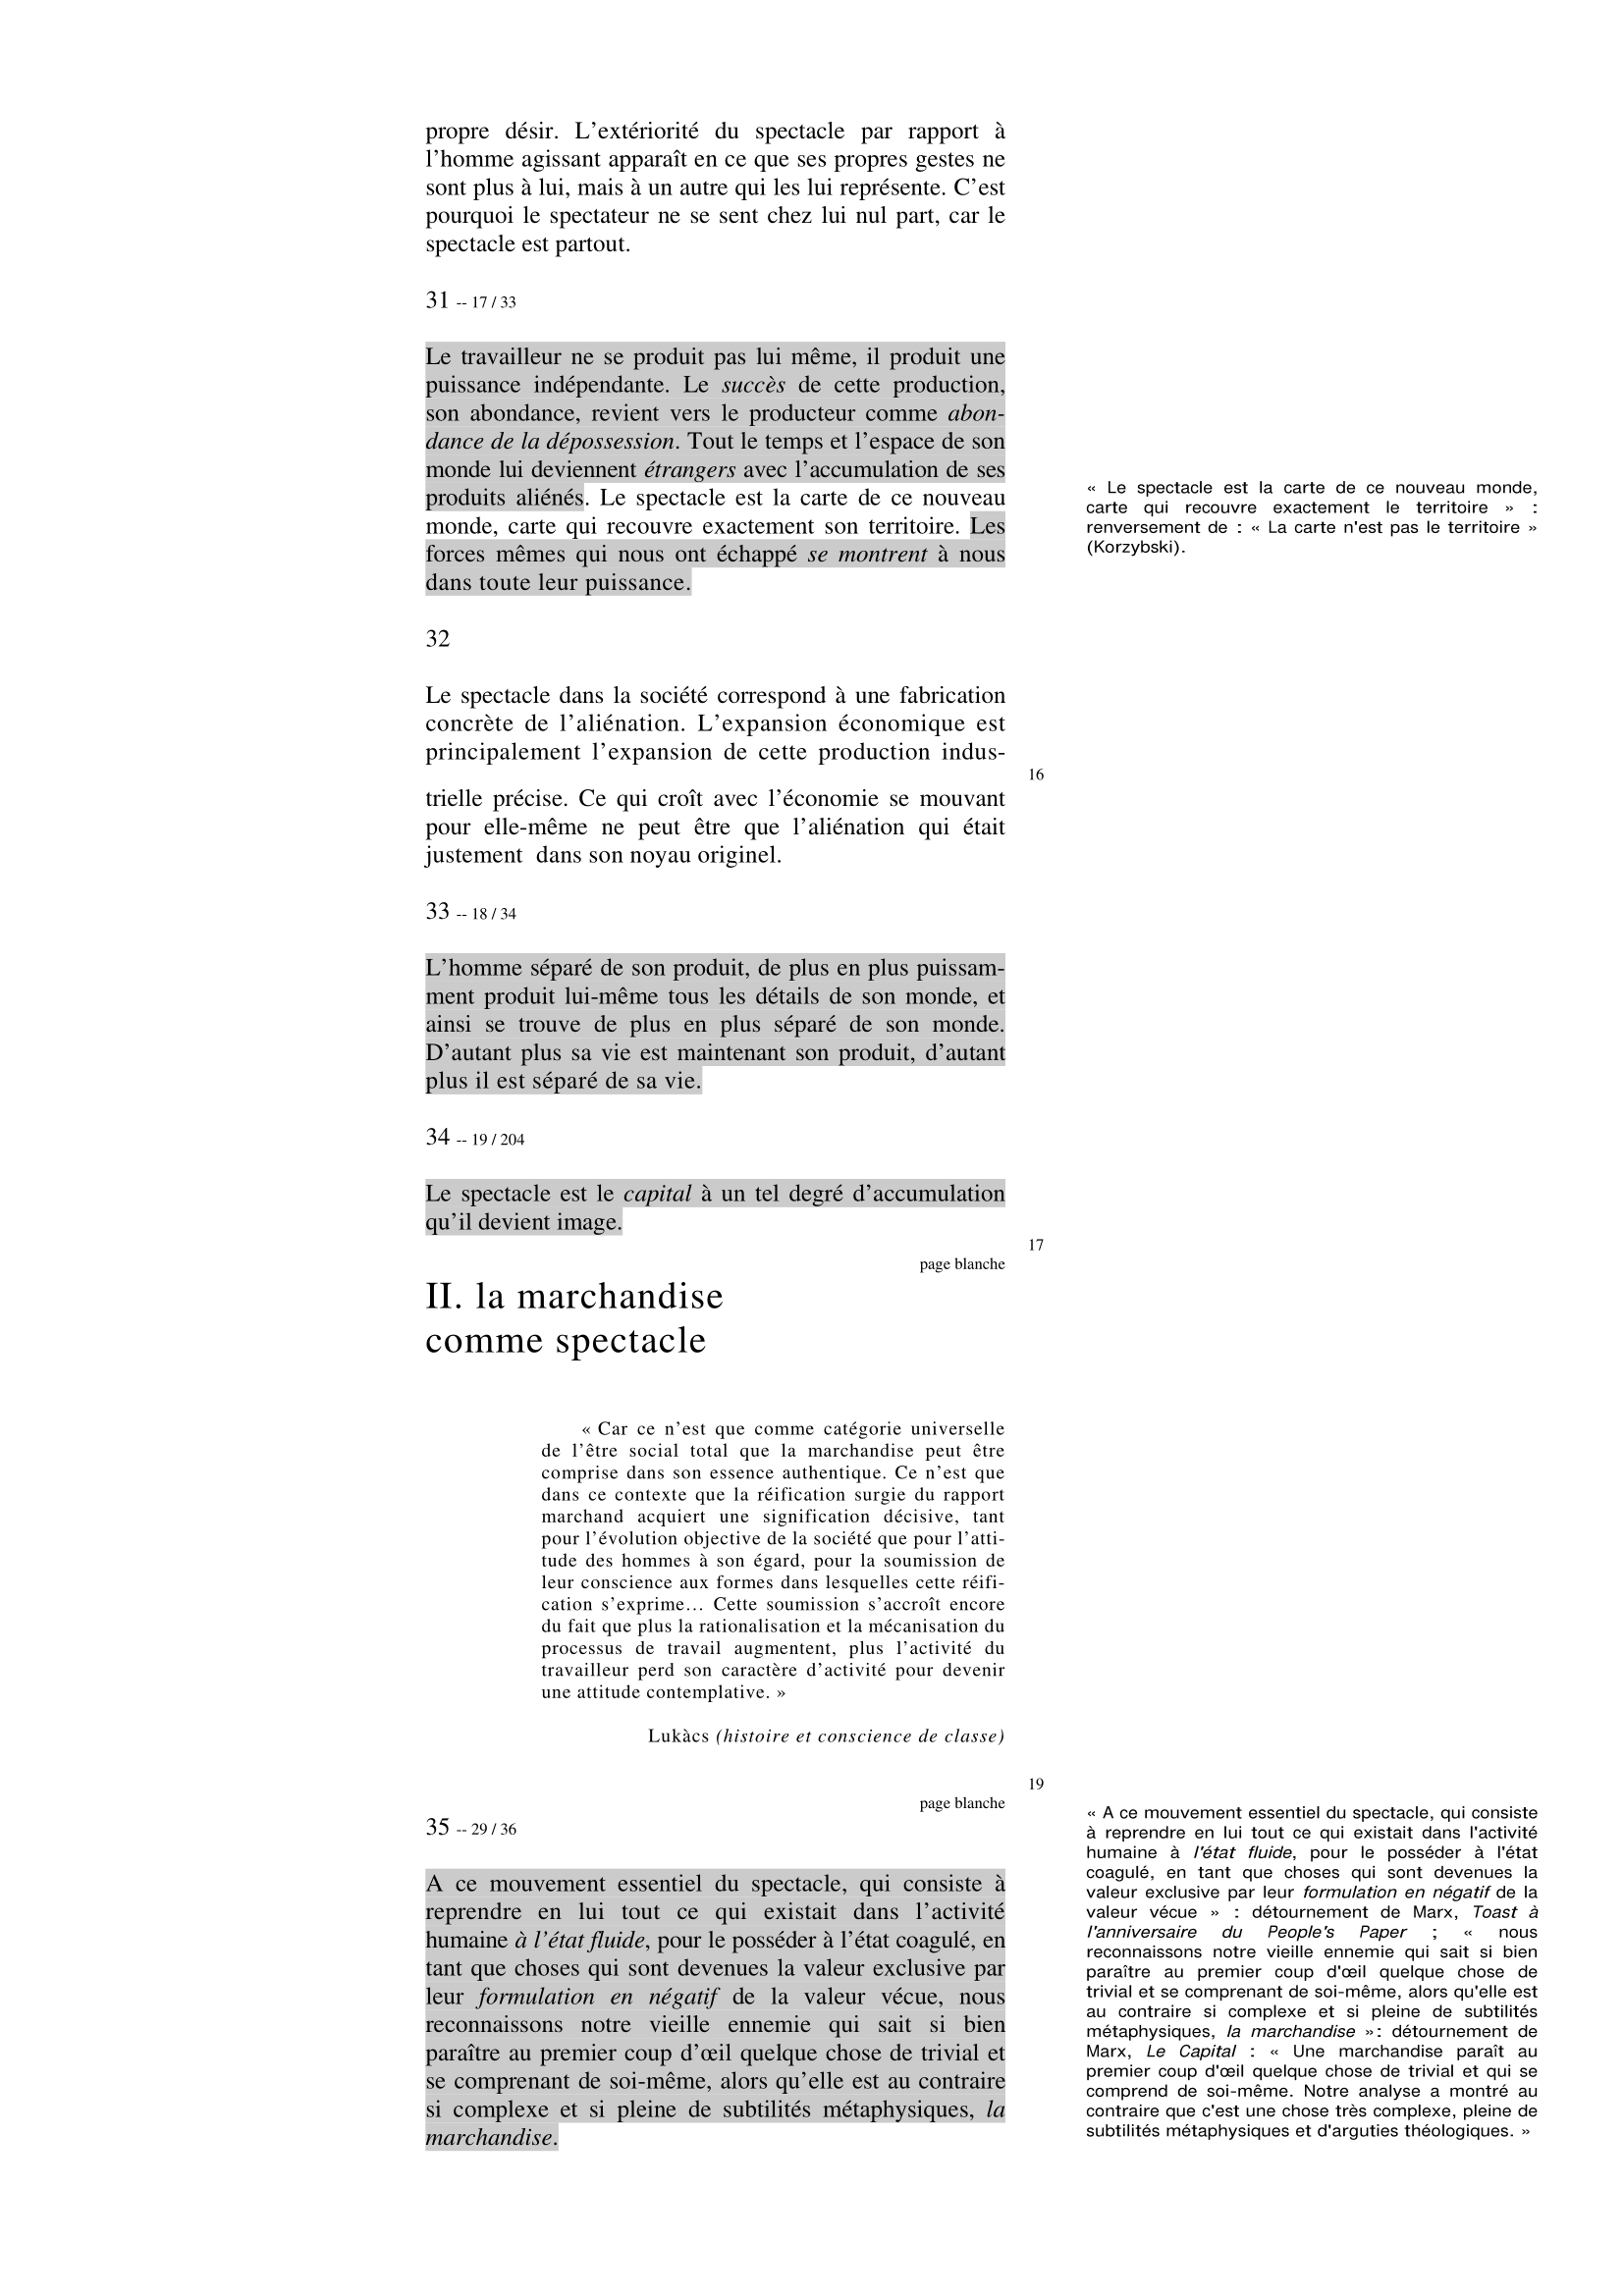 propre désir. L’extériorité du spectacle par rapport à
l’homme agissant apparaît en ce que ses propres gestes ne
sont plus à lui, mais à un autre qui les lui représente. C’est
pourquoi le spectateur ne se sent chez lui nul part, car le
spectacle est partout.
31 -- 17 / 33
Le travailleur ne se produit pas lui même, il produit une
puissance indépendante. Le succès de cette production,
son abondance, revient vers le producteur comme abon-
dance de la dépossession. Tout le temps et l’espace de son
monde lui deviennent étrangers avec l’accumulation de ses
produits aliénés. Le spectacle est la carte de ce nouveau
monde, carte qui recouvre exactement son territoire. Les
forces mêmes qui nous ont échappé se montrent à nous
dans toute leur puissance.
« Le spectacle est la carte de ce nouveau monde,
carte qui recouvre exactement le territoire » :
renversement de : « La carte n'est pas le territoire »
(Korzybski).
32
Le spectacle dans la société correspond à une fabrication
concrète de l’aliénation. L’expansion économique est
principalement l’expansion de cette production indus-
16
trielle précise. Ce qui croît avec l’économie se mouvant
pour elle-même ne peut être que l’aliénation qui était
justement dans son noyau originel.
33 -- 18 / 34
L’homme séparé de son produit, de plus en plus puissam-
ment produit lui-même tous les détails de son monde, et
ainsi se trouve de plus en plus séparé de son monde.
D’autant plus sa vie est maintenant son produit, d’autant
plus il est séparé de sa vie.
34 -- 19 / 204
Le spectacle est le capital à un tel degré d’accumulation
qu’il devient image.
17
page blanche
II. la marchandise
comme spectacle
« Car ce n’est que comme catégorie universelle
de l’être social total que la marchandise peut être
comprise dans son essence authentique. Ce n’est que
dans ce contexte que la réification surgie du rapport
marchand acquiert une signification décisive, tant
pour l’évolution objective de la société que pour l’atti-
tude des hommes à son égard, pour la soumission de
leur conscience aux formes dans lesquelles cette réifi-
cation s’exprime… Cette soumission s’accroît encore
du fait que plus la rationalisation et la mécanisation du
processus de travail augmentent, plus l’activité du
travailleur perd son caractère d’activité pour devenir
une attitude contemplative. »
Lukàcs (histoire et conscience de classe)
19
page blanche
35 -- 29 / 36
A ce mouvement essentiel du spectacle, qui consiste à
reprendre en lui tout ce qui existait dans l’activité
humaine à l’état fluide, pour le posséder à l’état coagulé, en
tant que choses qui sont devenues la valeur exclusive par
leur formulation en négatif de la valeur vécue, nous
reconnaissons notre vieille ennemie qui sait si bien
paraître au premier coup d’œil quelque chose de trivial et
se comprenant de soi-même, alors qu’elle est au contraire
si complexe et si pleine de subtilités métaphysiques, la
marchandise.
« A ce mouvement essentiel du spectacle, qui consiste
à reprendre en lui tout ce qui existait dans l'activité
humaine à l'état fluide, pour le posséder à l'état
coagulé, en tant que choses qui sont devenues la
valeur exclusive par leur formulation en négatif de la
valeur vécue » : détournement de Marx, Toast à
l'anniversaire du People's Paper ; « nous
reconnaissons notre vieille ennemie qui sait si bien
paraître au premier coup d'œil quelque chose de
trivial et se comprenant de soi-même, alors qu'elle est
au contraire si complexe et si pleine de subtilités
métaphysiques, la marchandise »: détournement de
Marx, Le Capital : « Une marchandise paraît au
premier coup d'œil quelque chose de trivial et qui se
comprend de soi-même. Notre analyse a montré au
contraire que c'est une chose très complexe, pleine de
subtilités métaphysiques et d'arguties théologiques. »